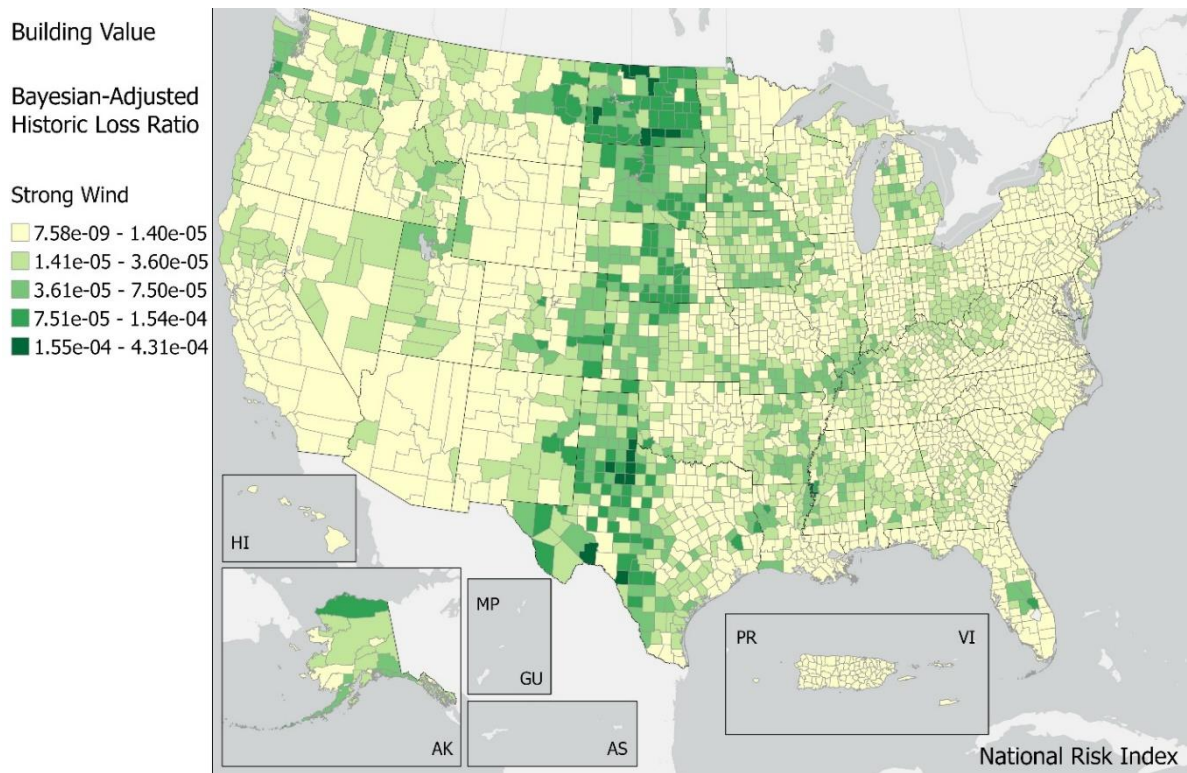 Building Value
Bayesian-Adjusted
Historic Loss Ratio
Strong Wind
7.58e-09 - 1.40e-05
1.41e-05 - 3.60e-05
3.61e-05 - 7.50e-05
7.51e-05 - 1.54e-04
1.55e-04 - 4.31e-04
HI
AK
MP
GU
AS
PR
VI
National Risk Index